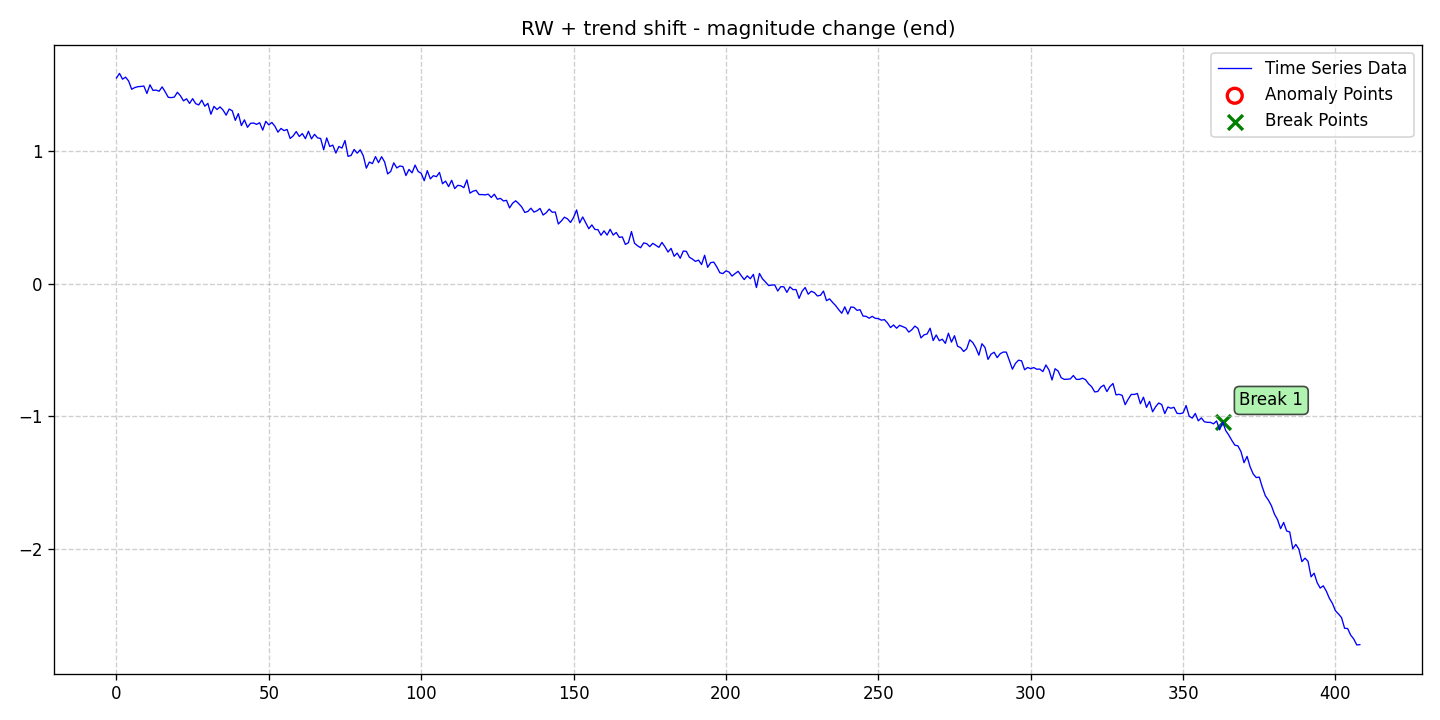 RW + trend shift - magnitude change (end)
Time Series Data
Anomaly Points
Break Points
1
0
−1
−2
Break 1
0
50
100
150
200
250
300
350
400